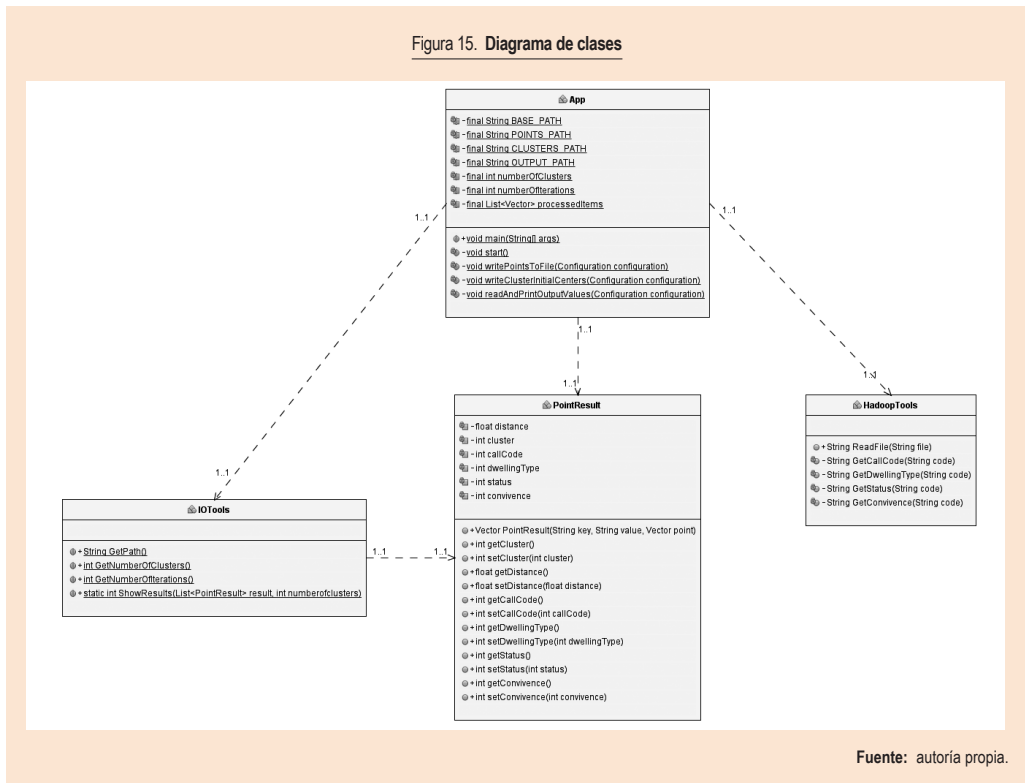 Figura 15. Diagrama de clases
App
-final String BASE_PATH
-final String POINTS_PATH
-final String CLUSTERS_PATH
-final String OUTPUT_PATH
-final int numberOfClusters
-final int numberOfIterations
-final List<Vector> processedItems
+void main(String[] args)
-void start()
-void writePointsToFile(Configuration configuration)
-void writeClusterInitialCenters(Configuration configuration)
-void readAndPrintOutputValues(Configuration configuration)
1..1
1..1
1..1
1..1
1..1
1..1
PointResult
-float distance
-int cluster
-int callCode
-int dwellingType
-int status
-int convivence
+Vector PointResult(String key, String value, Vector point)
+int getCluster()
+int setCluster(int cluster)
+float getDistance()
+float setDistance(float distance)
+int getCallCode()
+int setCallCode(int callCode)
+int getDwellingType()
+int setDwellingType(int dwellingType)
+int getStatus()
+int setStatus(int status)
+int getConvivence()
+int setConvivence(int convivence)
HadoopTools
+String ReadFile(String file)
-String GetCallCode(String code)
-String GetDwellingType(String code)
-String GetStatus(String code)
-String GetConvivence(String code)
IOTools
+String GetPath()
+int GetNumberOfClusters()
+int GetNumberOfIterations()
+static int ShowResults(List<PointResult> result, int numberofclusters)
1..1
1..1
Fuente: autoría propia.